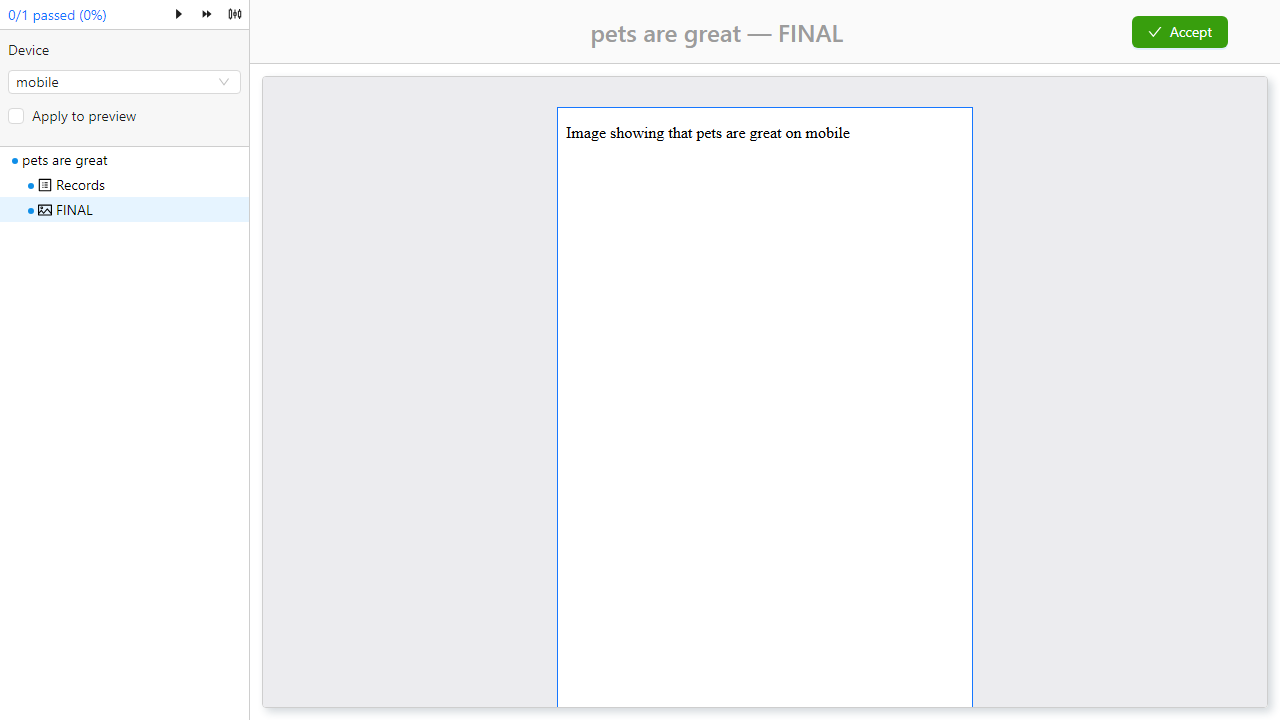 0/1 passed (0%)
Device
mobile
Apply to preview
pets are great
Records
FINAL
pets are great — FINAL
Accept
Image showing that pets are great on mobile